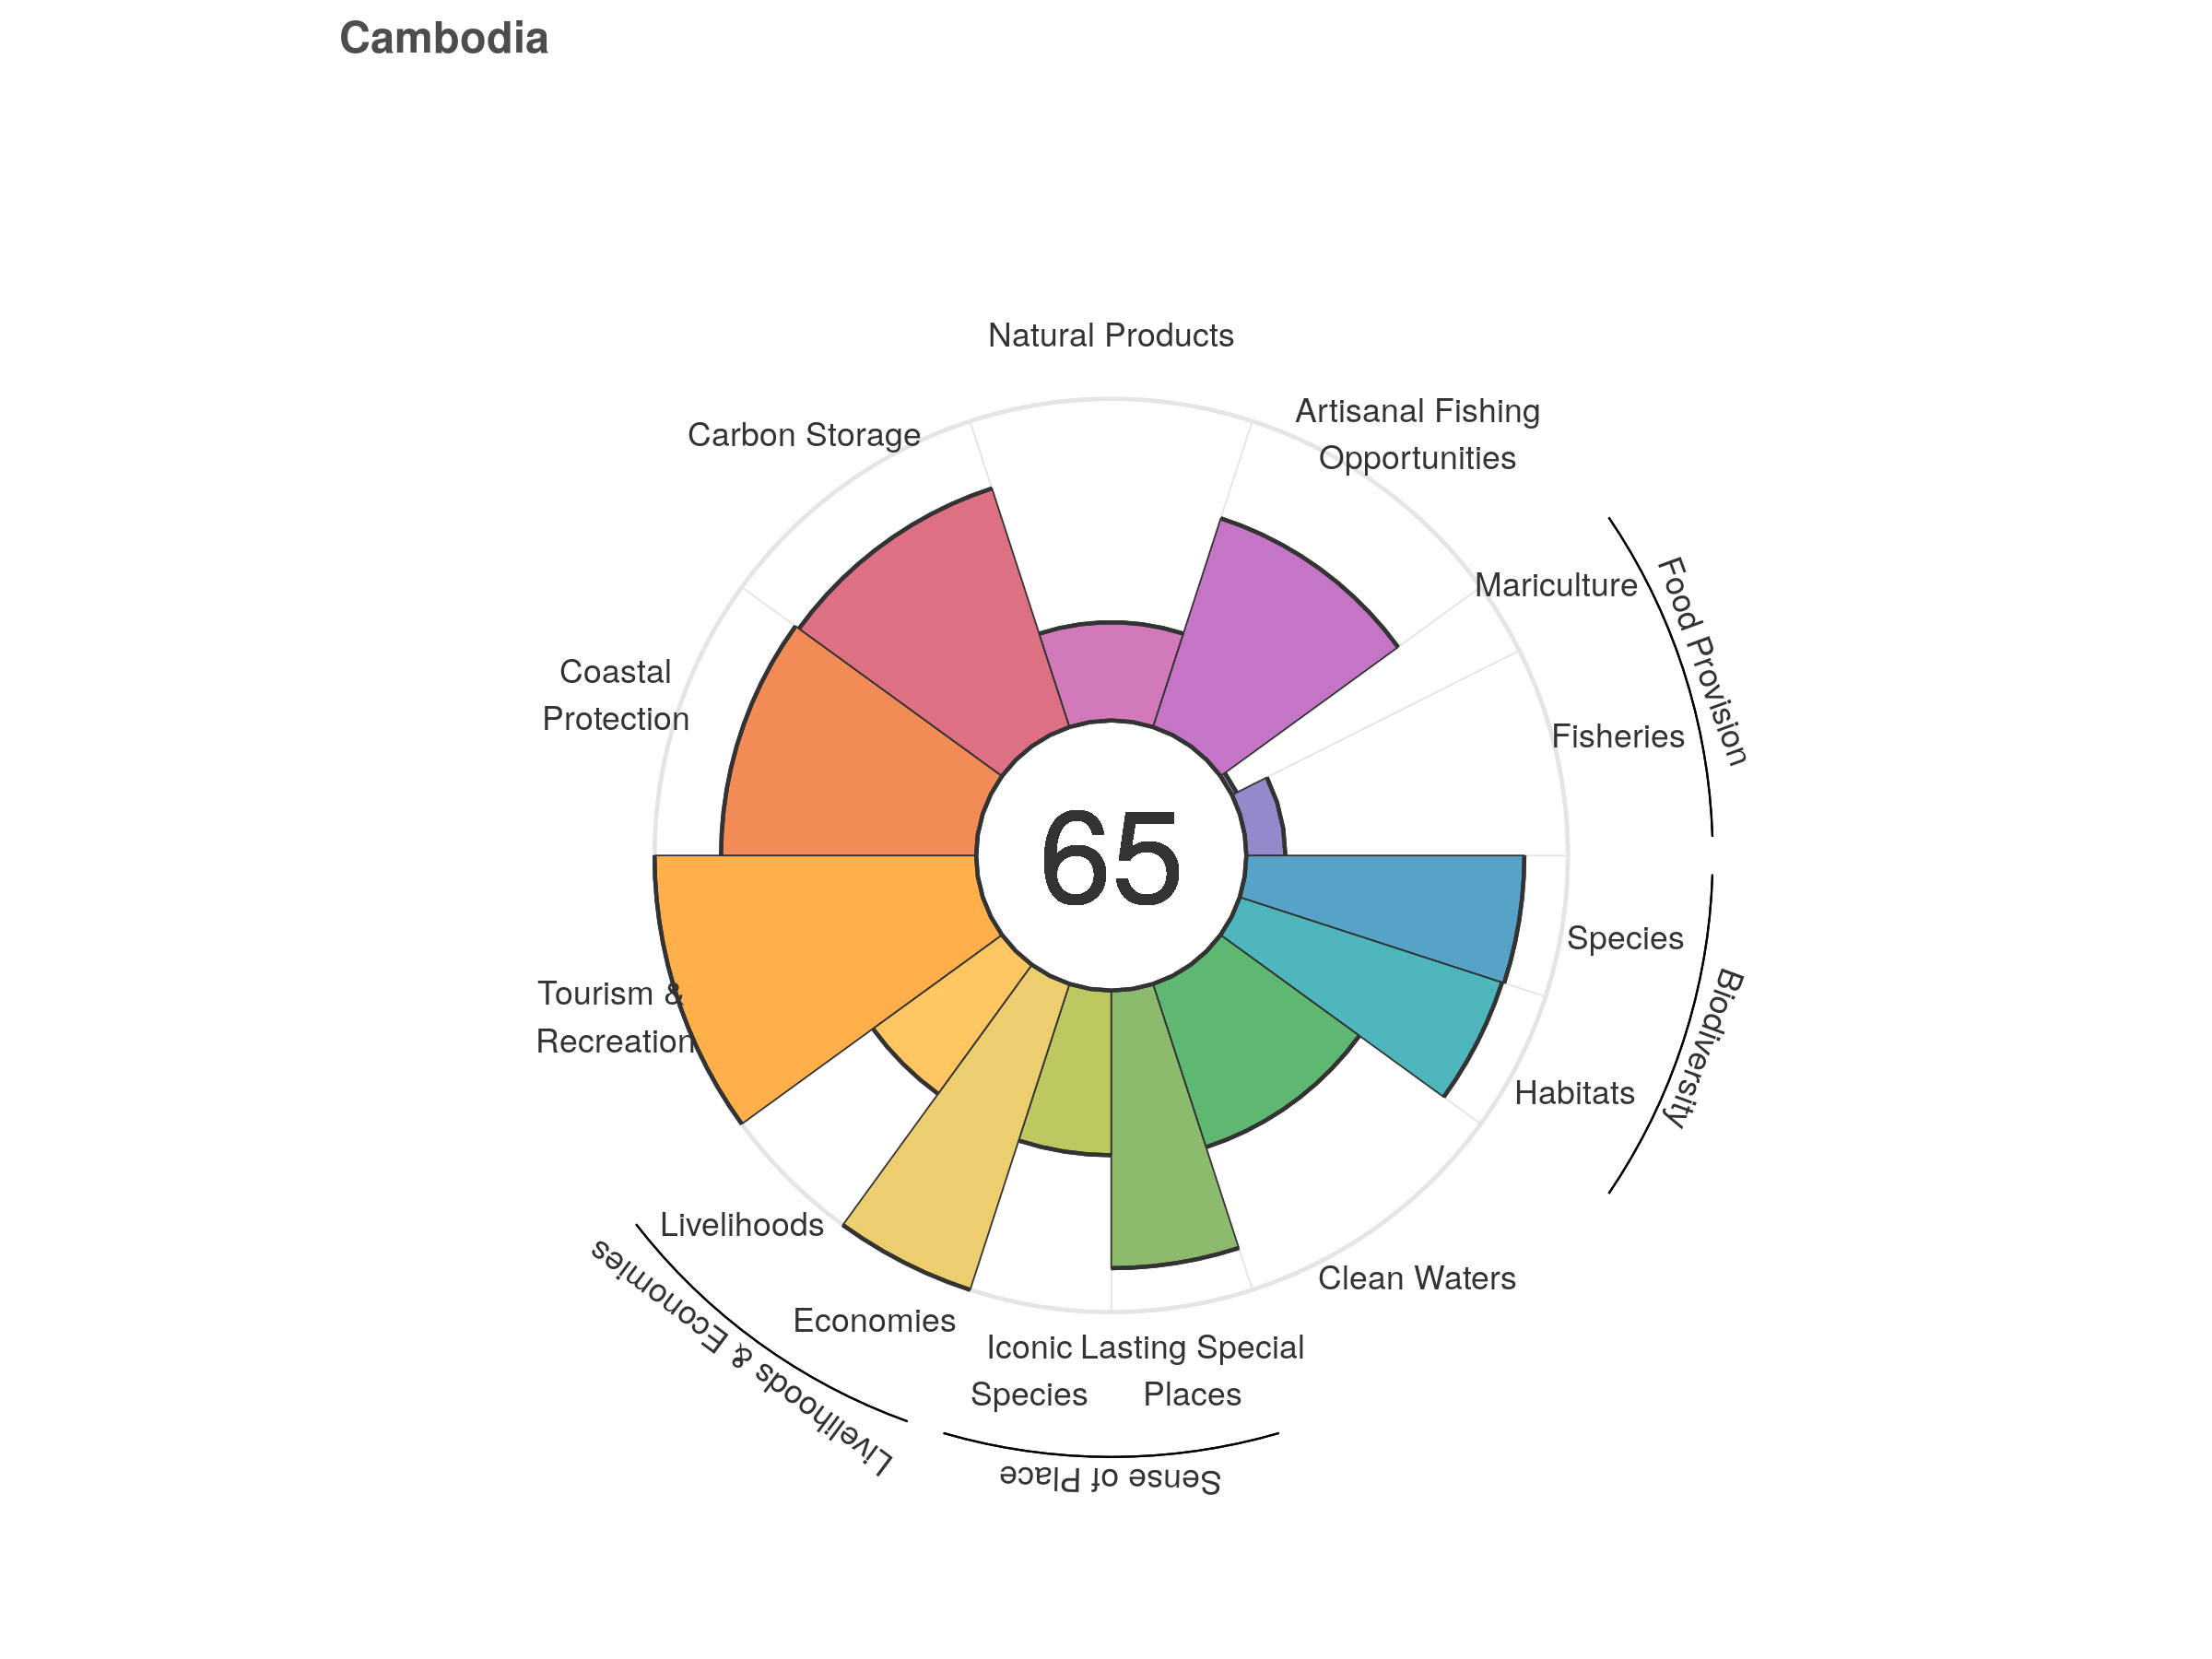 Cambodia
Natural Products
Artisanal Fishing
Opportunities
Carbon Storage
Mariculture
Food Provision
Coastal
Protection
Fisheries
65
Species
Biodiversity
Tourism &
Recreation
Habitats
Livelihoods
Clean Waters
Economies
Livelihoods & Economies
Iconic
Species
Lasting Special
Places
Sense of Place